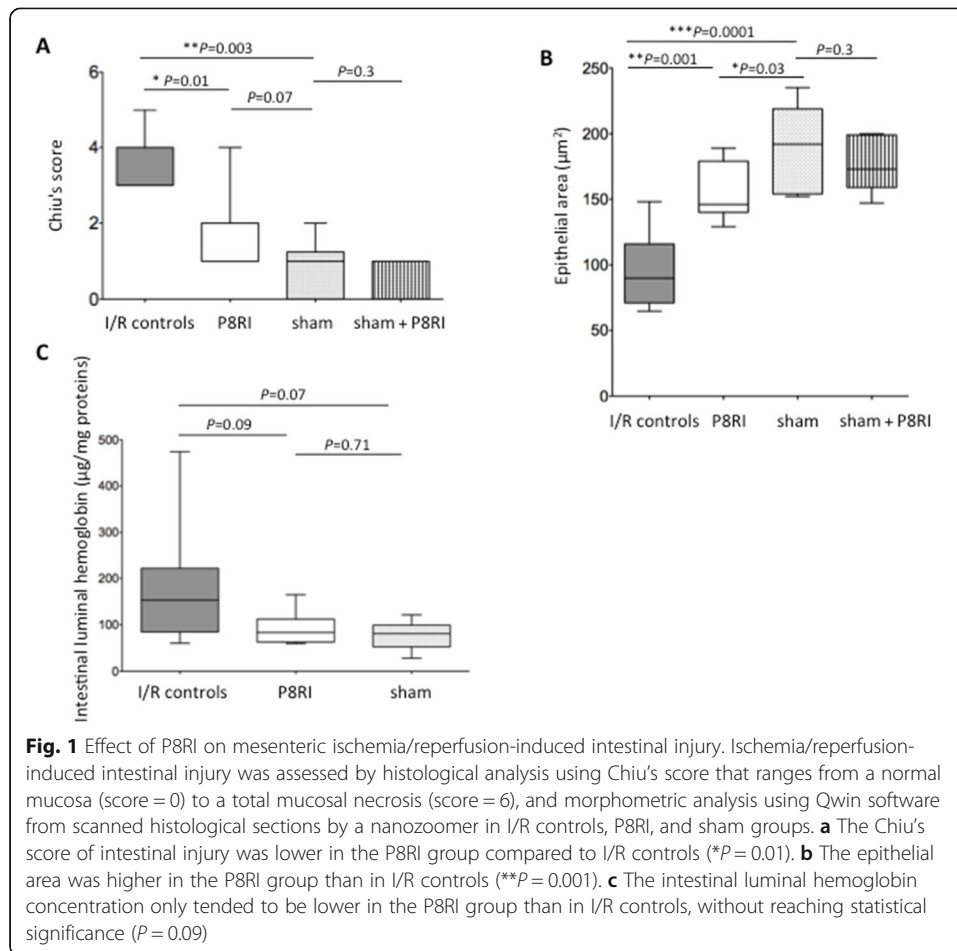 A
**P=0.003
* P=0.01
P=0.3
P=0.07
Chiu's score
6
4
2
0
I/R controls P8RI sham sham + P8RI
B
***P=0.0001
**P=0.001
*P=0.03
P=0.3
Epithelial area (µm²)
250
200
150
100
50
0
I/R controls P8RI sham sham + P8RI
C
P=0.07
P=0.09
P=0.71
Intestinal luminal hemoglobin (µg/mg proteins)
500
400
300
200
100
0
I/R controls P8RI sham
Fig. 1 Effect of P8RI on mesenteric ischemia/reperfusion-induced intestinal injury. Ischemia/reperfusion-
induced intestinal injury was assessed by histological analysis using Chiu's score that ranges from a normal
mucosa (score = 0) to a total mucosal necrosis (score = 6), and morphometric analysis using Qwin software
from scanned histological sections by a nanozoomer in I/R controls, P8RI, and sham groups. a The Chiu's
score of intestinal injury was lower in the P8RI group compared to I/R controls (*P = 0.01). b The epithelial
area was higher in the P8RI group than in I/R controls (**P = 0.001). c The intestinal luminal hemoglobin
concentration only tended to be lower in the P8RI group than in I/R controls, without reaching statistical
significance (P = 0.09)